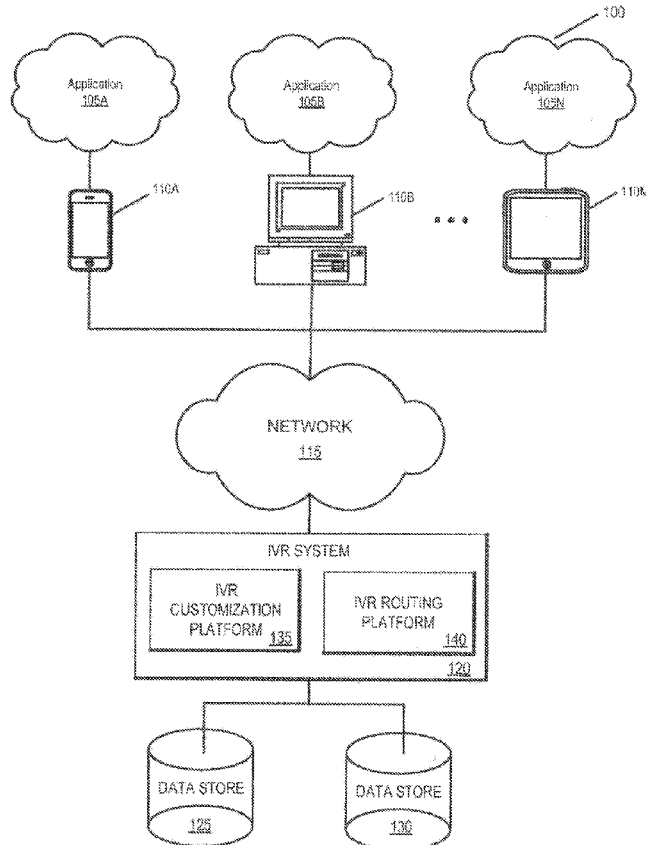 100
Application
105A
Application
105B
Application
105N
110A
110B
110N
NETWORK
115
IVR SYSTEM
IVR
CUSTOMIZATION
PLATFORM
135
IVR ROUTING
PLATFORM
140
120
DATA STORE
125
DATA STORE
130